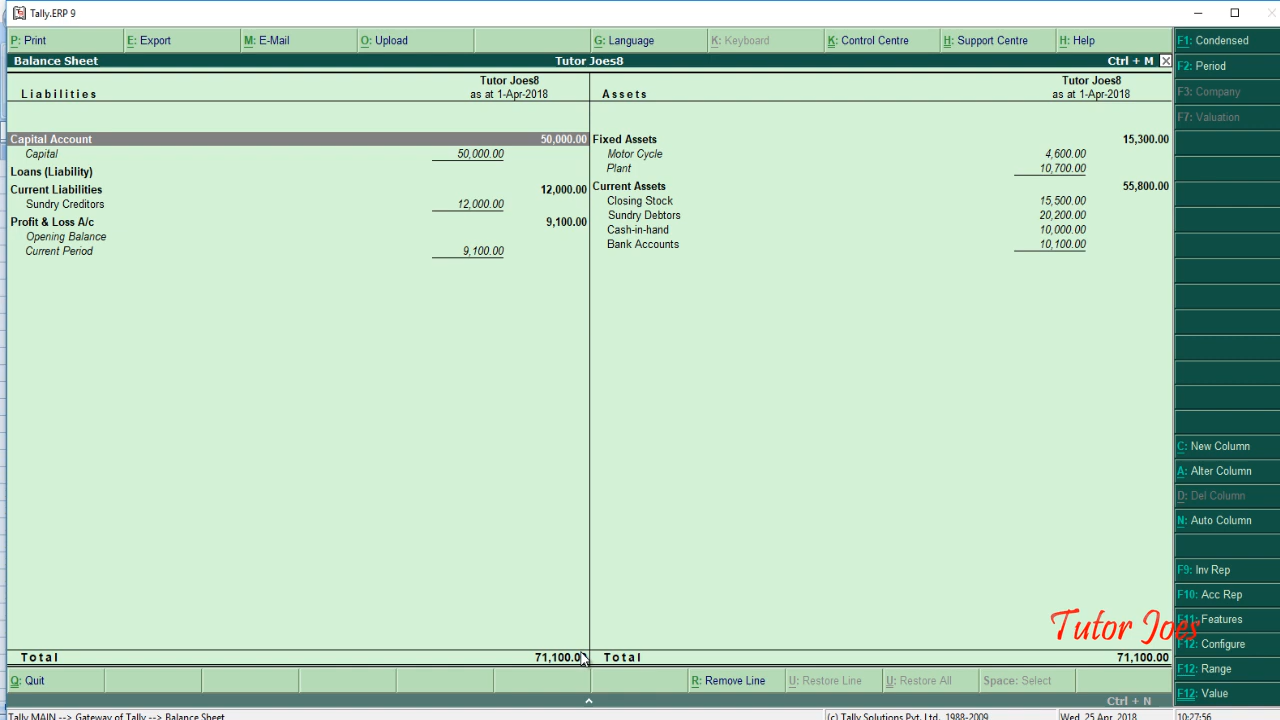 Tally.ERP 9
P: Print E: Export M: E-Mail O: Upload G: Language K: Keyboard K: Control Centre H: Support Centre H: Help
Balance Sheet Tutor Joes8 Ctrl + M
Tutor Joes8 Tutor Joes8
Liabilities as at 1-Apr-2018 Assets as at 1-Apr-2018
Capital Account 50,000.00 Fixed Assets 15,300.00
Capital 50,000.00 Motor Cycle 4,600.00
Plant 10,700.00
Loans (Liability)
Current Liabilities 12,000.00 Current Assets 55,800.00
Sundry Creditors 12,000.00 Closing Stock 15,500.00
Sundry Debtors 20,200.00
Profit & Loss A/c 9,100.00 Cash-in-hand 10,000.00
Opening Balance Bank Accounts 10,100.00
Current Period 9,100.00
Total 71,100.00 Total 71,100.00
F1: Condensed
F2: Period
F3: Company
F7: Valuation
C: New Column
A: Alter Column
D: Del Column
N: Auto Column
F9: Inv Rep
F10: Acc Rep
F11: Features
F12: Configure
F12: Range
F12: Value
Tutor Joes
Q: Quit R: Remove Line U: Restore Line U: Restore All Space: Select
Ctrl + N
Tally MAIN --> Gateway of Tally --> Balance Sheet (c) Tally Solutions Pvt. Ltd., 1988-2009 Wed, 25 Apr, 2018 10:27:56